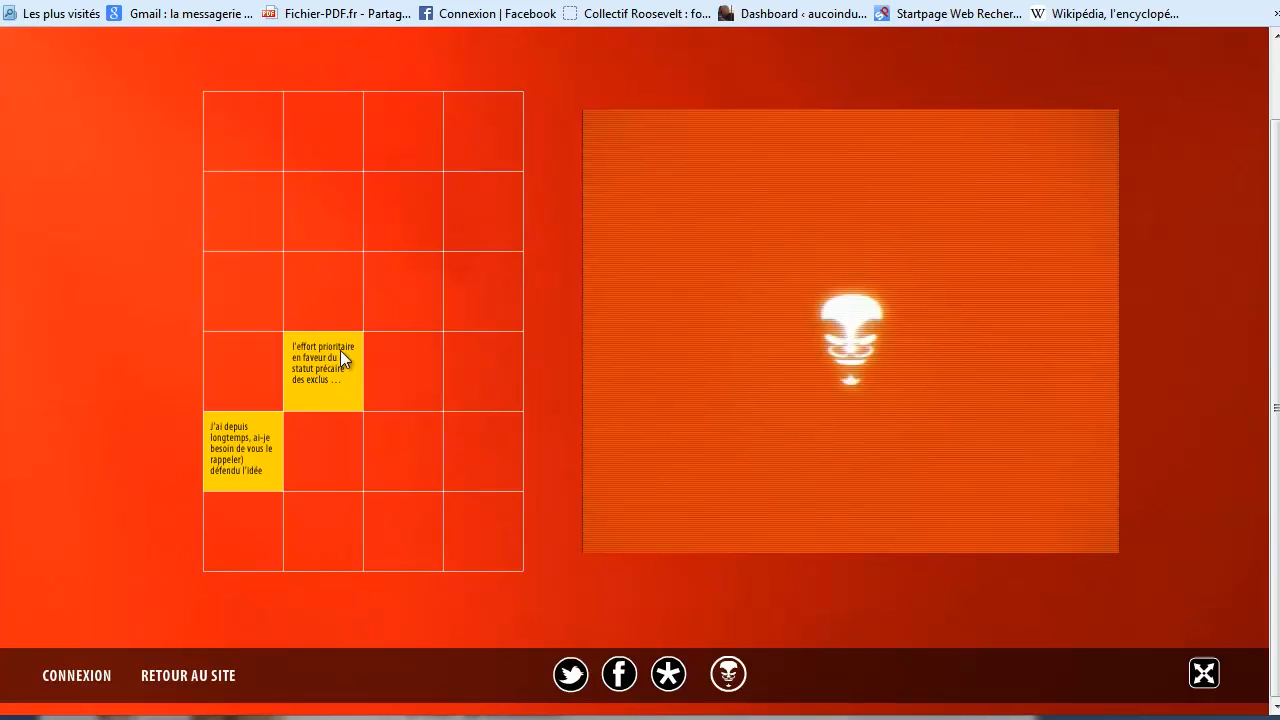 Les plus visités
Gmail : la messagerie ...
PDF
Fichier-PDF.fr - Partag...
Connexion | Facebook
Collectif Roosevelt : fo...
Dashboard ‹ aucoindu...
Startpage Web Recher...
W
Wikipédia, l'encyclopé...
l'effort prioritaire
en faveur du
statut précaire
des exclus ...
J'ai depuis
longtemps, ai-je
besoin de vous le
rappeler)
défendu l'idée
CONNEXION
RETOUR AU SITE